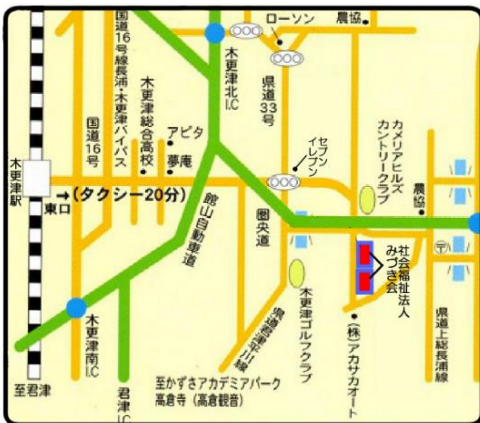 ローソン
農協
国道16号線長浦・木更津バイパス
木更津北I.C
県道33号
国道16号
木更津総合高校
アピタ
夢庵
セブン
イレブン
カメリアヒルズ
カントリークラブ
農協
木更津駅
東口
→(タクシー20分)
館山自動車道
圏央道
社会福祉法人
みづき会
木更津ゴルフクラブ
県道君津平川線
(株)アカサカオート
県道上総長浦線
木更津南I.C
君津I.C
至君津
至かずさアカデミアパーク
高倉寺(高倉観音)